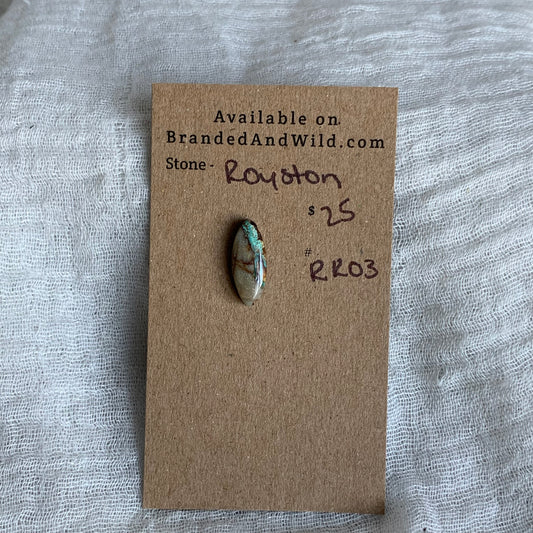 Available on
BrandedAndWild.com
Stone - Royston
$ 25
#
RR03